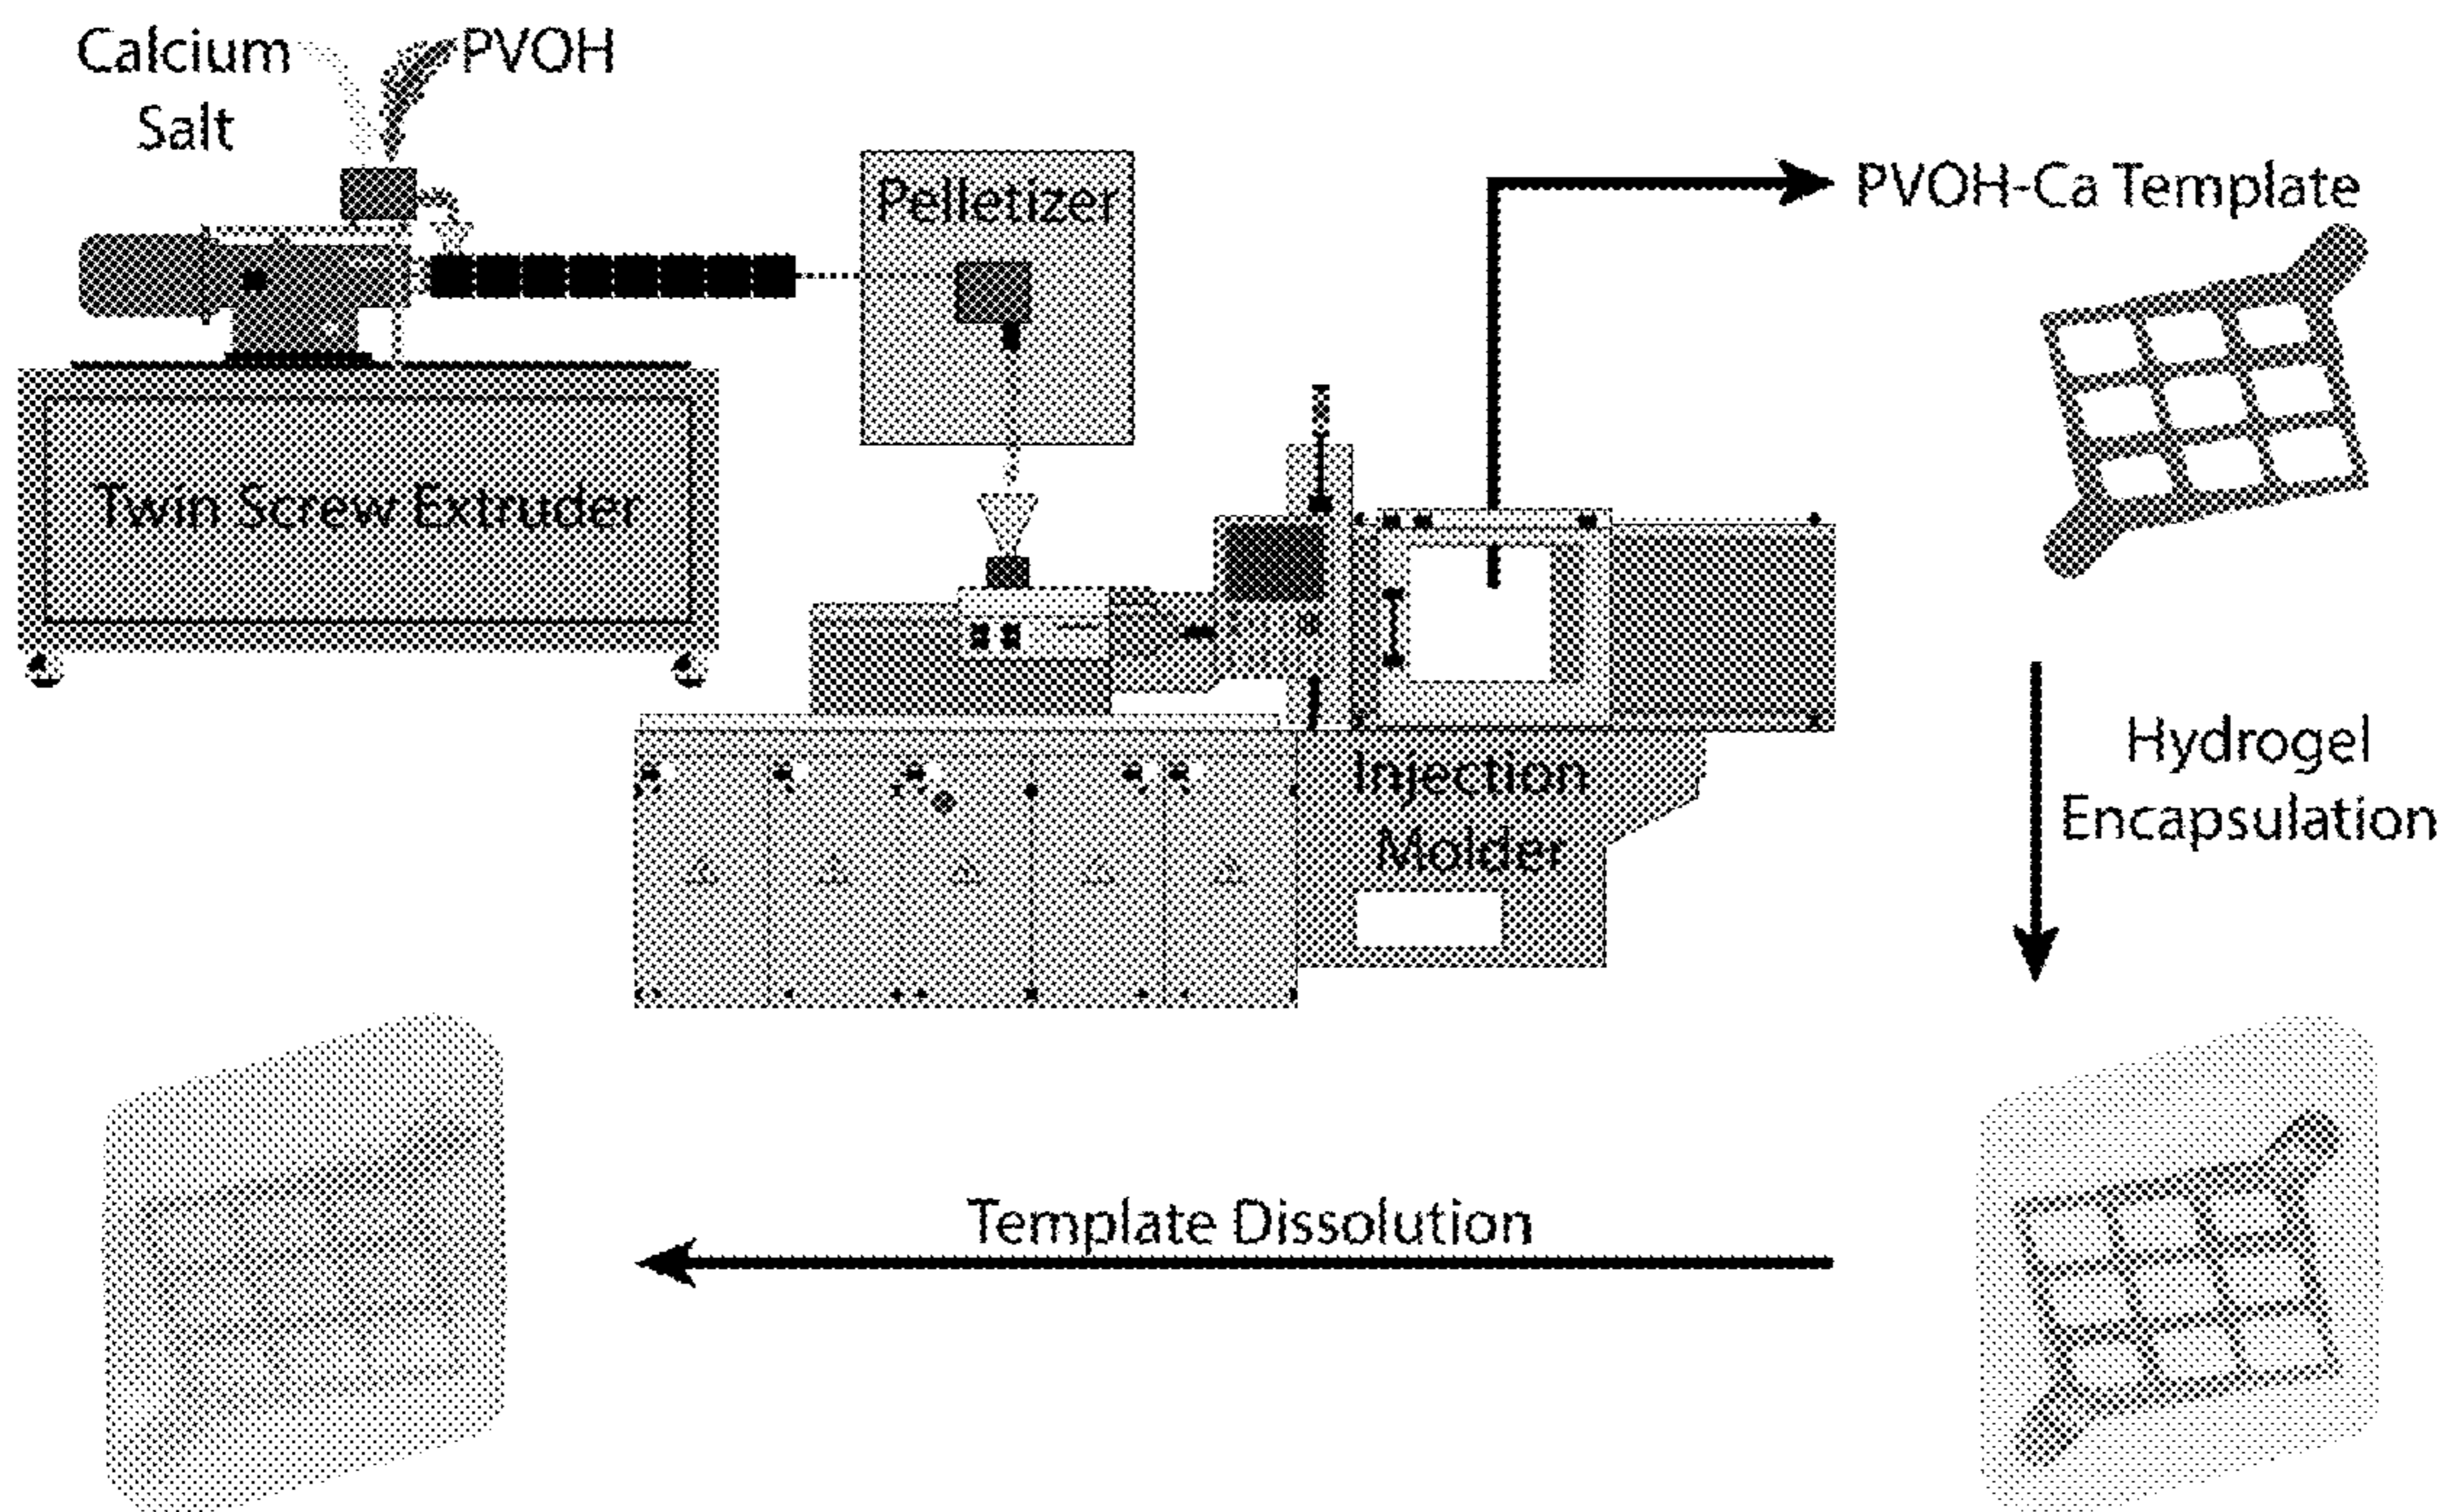 Calcium
Salt
PVOH
Pelletizer
PVOH-Ca Template
Twin Screw Extruder
Injection
Molder
Hydrogel
Encapsulation
Template Dissolution